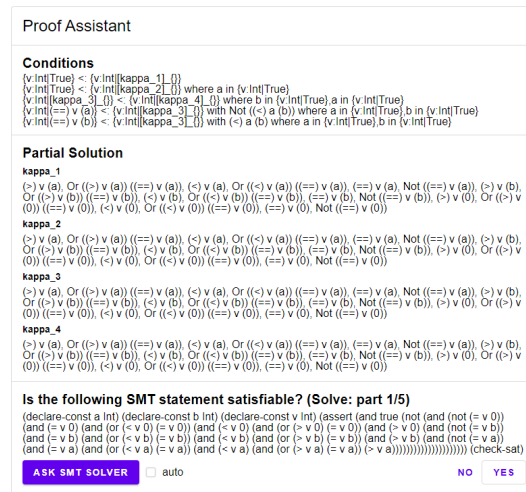 Proof Assistant
Conditions
{v:Int|True} <: {v:Int|[kappa_1]_{}}
{v:Int|True} <: {v:Int|[kappa_2]_{}} where a in {v:Int|True}
{v:Int|[kappa_3]_{}} <: {v:Int|[kappa_4]_{}} where b in {v:Int|True},a in {v:Int|True}
{v:Int|(==) v (a)} <: {v:Int|[kappa_3]_{}} with Not ((<) a (b)) where a in {v:Int|True},b in {v:Int|True}
{v:Int|(==) v (b)} <: {v:Int|[kappa_3]_{}} with (<) a (b) where a in {v:Int|True},b in {v:Int|True}
Partial Solution
kappa_1
(>) v (a), Or ((>) v (a)) ((==) v (a)), (<) v (a), Or ((<) v (a)) ((==) v (a)), (==) v (a), Not ((==) v (a)), (>) v (b),
Or ((>) v (b)) ((==) v (b)), (<) v (b), Or ((<) v (b)) ((==) v (b)), (==) v (b), Not ((==) v (b)), (>) v (0), Or ((>) v
(0)) ((==) v (0)), (<) v (0), Or ((<) v (0)) ((==) v (0)), (==) v (0), Not ((==) v (0))
kappa_2
(>) v (a), Or ((>) v (a)) ((==) v (a)), (<) v (a), Or ((<) v (a)) ((==) v (a)), (==) v (a), Not ((==) v (a)), (>) v (b),
Or ((>) v (b)) ((==) v (b)), (<) v (b), Or ((<) v (b)) ((==) v (b)), (==) v (b), Not ((==) v (b)), (>) v (0), Or ((>) v
(0)) ((==) v (0)), (<) v (0), Or ((<) v (0)) ((==) v (0)), (==) v (0), Not ((==) v (0))
kappa_3
(>) v (a), Or ((>) v (a)) ((==) v (a)), (<) v (a), Or ((<) v (a)) ((==) v (a)), (==) v (a), Not ((==) v (a)), (>) v (b),
Or ((>) v (b)) ((==) v (b)), (<) v (b), Or ((<) v (b)) ((==) v (b)), (==) v (b), Not ((==) v (b)), (>) v (0), Or ((>) v
(0)) ((==) v (0)), (<) v (0), Or ((<) v (0)) ((==) v (0)), (==) v (0), Not ((==) v (0))
kappa_4
(>) v (a), Or ((>) v (a)) ((==) v (a)), (<) v (a), Or ((<) v (a)) ((==) v (a)), (==) v (a), Not ((==) v (a)), (>) v (b),
Or ((>) v (b)) ((==) v (b)), (<) v (b), Or ((<) v (b)) ((==) v (b)), (==) v (b), Not ((==) v (b)), (>) v (0), Or ((>) v
(0)) ((==) v (0)), (<) v (0), Or ((<) v (0)) ((==) v (0)), (==) v (0), Not ((==) v (0))
Is the following SMT statement satisfiable? (Solve: part 1/5)
(declare-const a Int) (declare-const b Int) (declare-const v Int) (assert (and true (not (and (not (= v 0))
(and (= v 0) (and (or (< v 0) (= v 0)) (and (< v 0) (and (or (> v 0) (= v 0)) (and (> v 0) (and (not (= v b))
(and (= v b) (and (or (< v b) (= v b)) (and (< v b) (and (or (> v b) (= v b)) (and (> v b) (and (not (= v a))
(and (= v a) (and (or (< v a) (= v a)) (and (< v a) (and (or (> v a) (= v a)) (> v a)))))))))))))))))))) (check-sat)
ASK SMT SOLVER auto NO YES